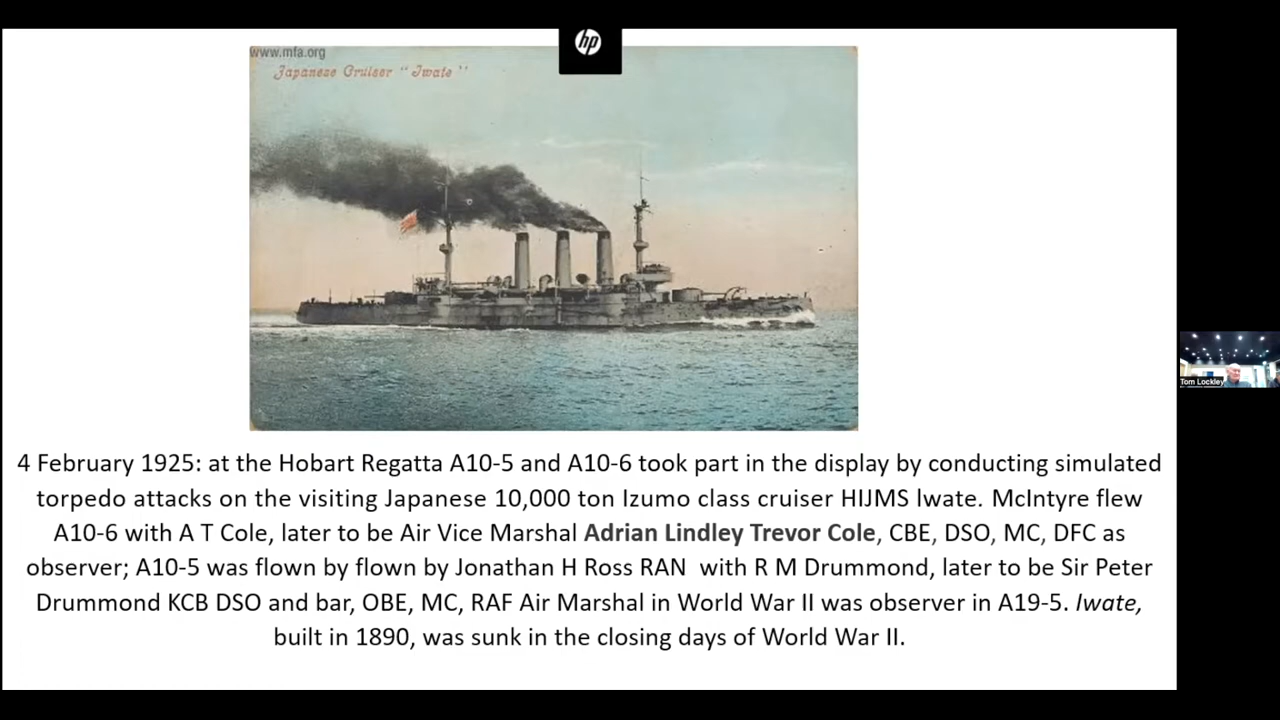 hp
www.mfa.org
Japanese Cruiser "Iwate"
4 February 1925: at the Hobart Regatta A10-5 and A10-6 took part in the display by conducting simulated
torpedo attacks on the visiting Japanese 10,000 ton Izumo class cruiser HIJMS Iwate. McIntyre flew
A10-6 with A T Cole, later to be Air Vice Marshal Adrian Lindley Trevor Cole, CBE, DSO, MC, DFC as
observer; A10-5 was flown by flown by Jonathan H Ross RAN with R M Drummond, later to be Sir Peter
Drummond KCB DSO and bar, OBE, MC, RAF Air Marshal in World War II was observer in A19-5. Iwate,
built in 1890, was sunk in the closing days of World War II.
Tom Lockley